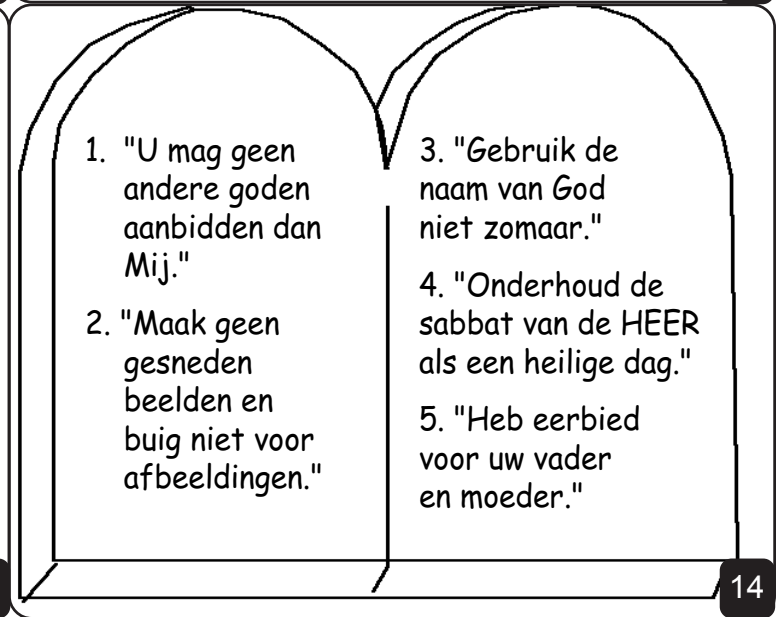 1. "U mag geen
andere goden
aanbidden dan
Mij."
2. "Maak geen
gesneden
beelden en
buig niet voor
afbeeldingen."
3. "Gebruik de
naam van God
niet zomaar."
4. "Onderhoud de
sabbat van de HEER
als een heilige dag."
5. "Heb eerbied
voor uw vader
en moeder."
14